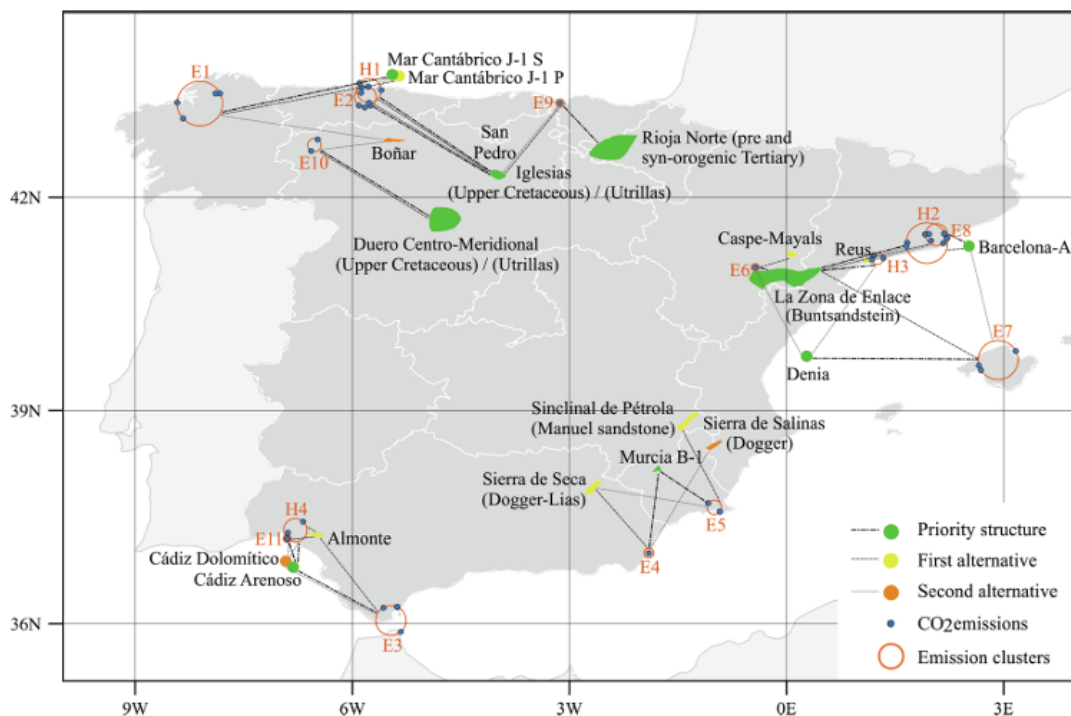 Mar Cantábrico J-1 S
E1
H1
Mar Cantábrico J-1 P
E2
E9
San
Pedro
Rioja Norte (pre and
syn-orogenic Tertiary)
Boñar
E10
Iglesias
(Upper Cretaceous) / (Utrillas)
42N
Duero Centro-Meridional
(Upper Cretaceous) / (Utrillas)
H2
E8
Caspe-Mayals
Reus
Barcelona-A
E6
H3
La Zona de Enlace
(Buntsandstein)
E7
Denia
39N
Sinclinal de Pétrola
(Manuel sandstone)
Sierra de Salinas
(Dogger)
Murcia B-1
Sierra de Seca
(Dogger-Lias)
E5
E4
H4
E11
Almonte
Cádiz Dolomítico
Cádiz Arenoso
E3
36N
Priority structure
First alternative
Second alternative
CO2emissions
Emission clusters
9W
6W
3W
0E
3E